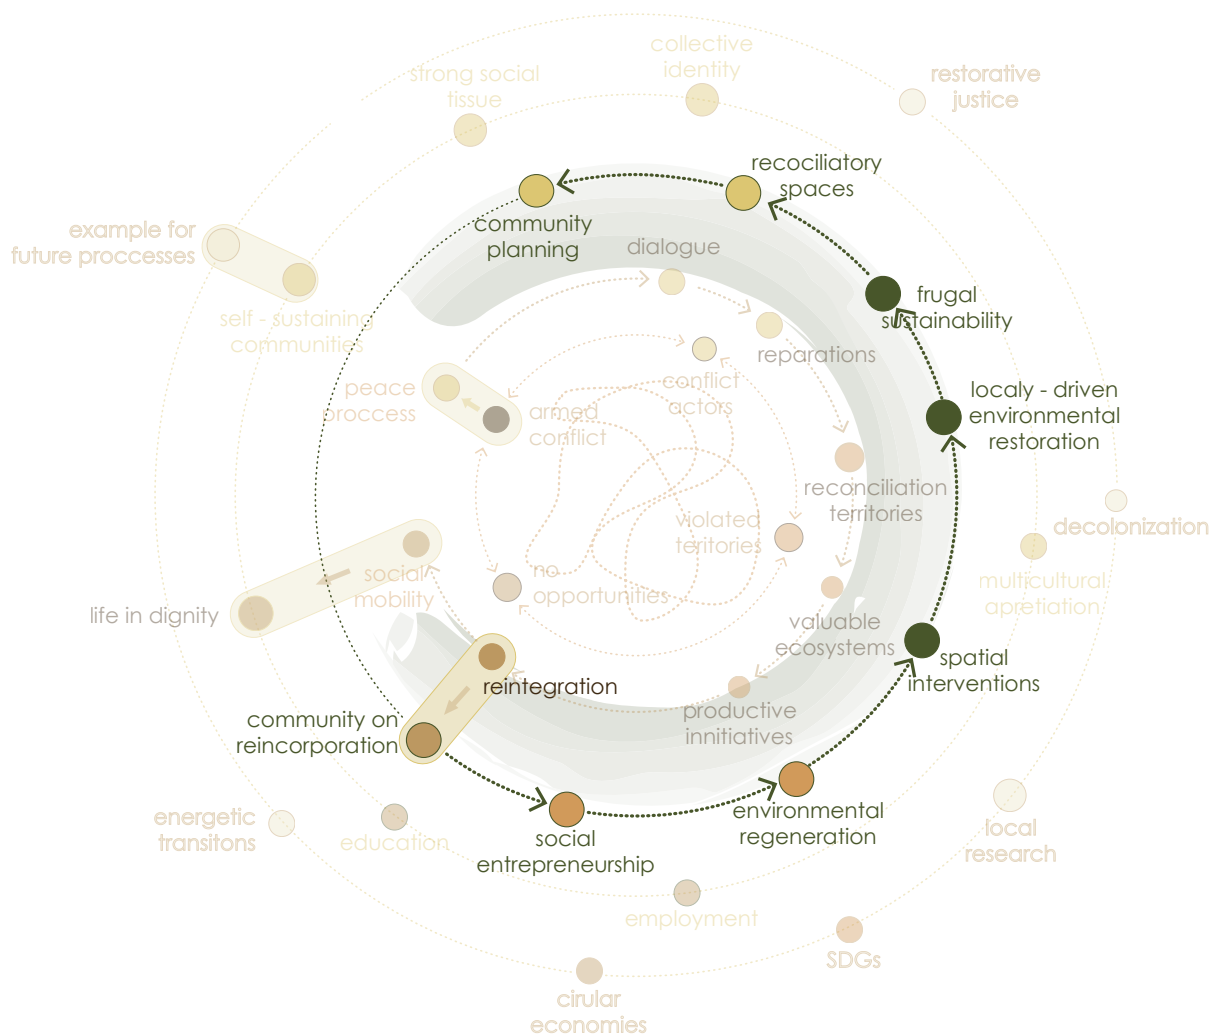 collective
identity
strong social
tissue
restorative
justice
recociliatory
spaces
community
planning
dialogue
example for
future proccesses
self - sustaining
communities
frugal
sustainability
reparations
peace
proccess
conflict
actors
armed
conflict
localy - driven
environmental
restoration
reconciliation
territories
violated
teritories
decolonization
multicultural
apretiation
social
mobility
no
opportunities
life in dignity
valuable
ecosystems
spatial
interventions
reintegration
community on
reincorporation
productive
innitiatives
energetic
transitons
education
social
entrepreneurship
environmental
regeneration
local
research
employment
SDGs
cirular
economies